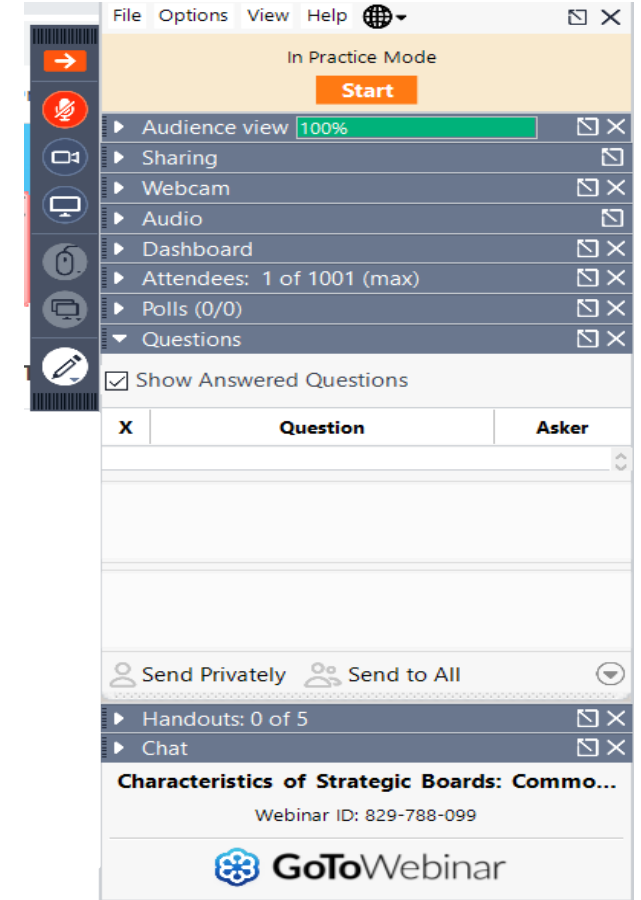 File Options View Help
In Practice Mode
Start
Audience view 100%
Sharing
Webcam
Audio
Dashboard
Attendees: 1 of 1001 (max)
Polls (0/0)
Questions
Show Answered Questions
X Question Asker
Send Privately Send to All
Handouts: 0 of 5
Chat
Characteristics of Strategic Boards: Commo...
Webinar ID: 829-788-099
GoToWebinar